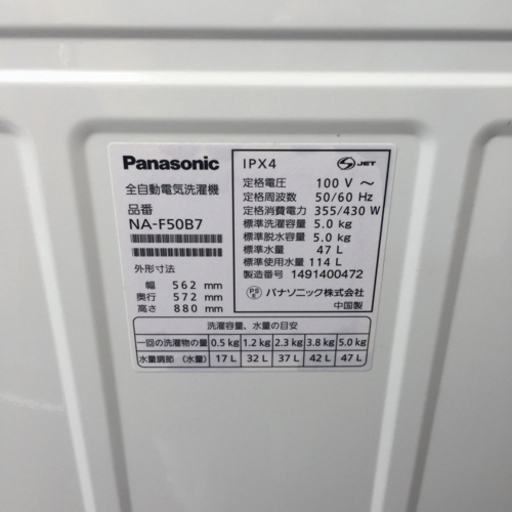 Panasonic
全自動電気洗濯機
品番
NA-F50B7
外形寸法
幅 562 mm
奥行 572 mm
高さ 880 mm
IPX4
S JET
定格電圧 100 V ～
定格周波数 50/60 Hz
定格消費電力 355/430 W
標準洗濯容量 5.0 kg
標準脱水容量 5.0 kg
標準水量 47 L
標準使用水量 114 L
製造番号 1491400472
PS E パナソニック株式会社
中国製
洗濯容量、水量の目安
一回の洗濯物の量 0.5 kg 1.2 kg 2.3 kg 3.8 kg 5.0 kg
水量調節 (水量) 17 L 32 L 37 L 42 L 47 L